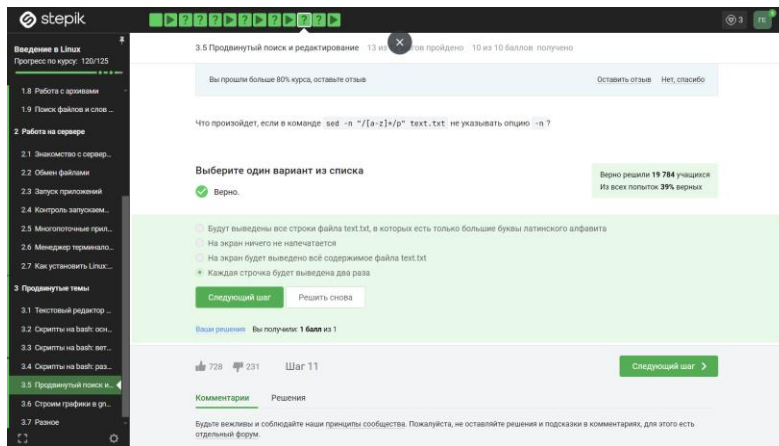 stepik
3
ГЕ
Введение в Linux
Прогресс по курсу: 120/125
1.8 Работа с архивами
1.9 Поиск файлов и слов ...
2 Работа на сервере
2.1 Знакомство с сервер...
2.2 Обмен файлами
2.3 Запуск приложений
2.4 Контроль запускаем...
2.5 Многопоточные прил...
2.6 Менеджер терминало...
2.7 Как установить Linux:...
3 Продвинутые темы
3.1 Текстовый редактор ...
3.2 Скрипты на bash: осн...
3.3 Скрипты на bash: вет...
3.4 Скрипты на bash: раз...
3.5 Продвинутый поиск и...
3.6 Строим графики в gn...
3.7 Разное
3.5 Продвинутый поиск и редактирование 13 из ов пройдено 10 из 10 баллов получено
Вы прошли больше 80% курса, оставьте отзыв Оставить отзыв Нет, спасибо
Что произойдет, если в команде sed -n "/[a-z]*/p" text.txt не указывать опцию -n ?
Выберите один вариант из списка
Верно.
Верно решили 19 784 учащихся
Из всех попыток 39% верных
Будут выведены все строки файла text.txt, в которых есть только большие буквы латинского алфавита
На экран ничего не напечатается
На экран будет выведено всё содержимое файла text.txt
Каждая строчка будет выведена два раза
Следующий шаг Решить снова
Ваши решения Вы получили: 1 балл из 1
728 231 Шаг 11 Следующий шаг
Комментарии Решения
Будьте вежливы и соблюдайте наши принципы сообщества. Пожалуйста, не оставляйте решения и подсказки в комментариях, для этого есть
отдельный форум.